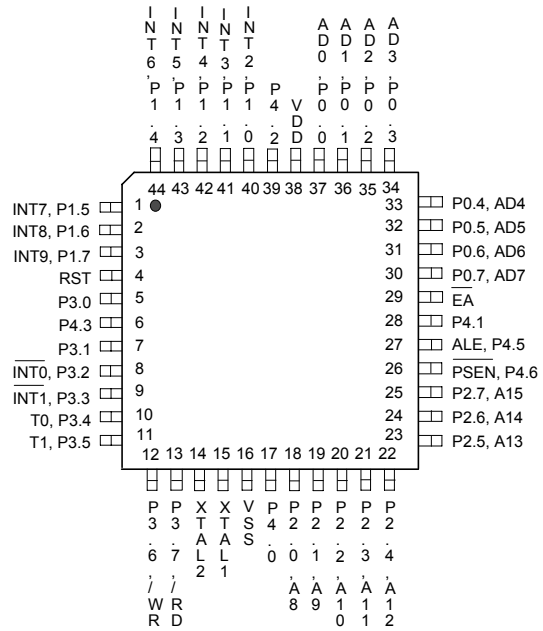 INT6, P1.4
INT5, P1.3
INT4, P1.2
INT3, P1.1
INT2, P1.0
P4.2
VDD
AD0, P0.0
AD1, P0.1
AD2, P0.2
AD3, P0.3
44 43 42 41 40 39 38 37 36 35 34
INT7, P1.5 1
INT8, P1.6 2
INT9, P1.7 3
RST 4
P3.0 5
P4.3 6
P3.1 7
INT0, P3.2 8
INT1, P3.3 9
T0, P3.4 10
T1, P3.5 11
33 P0.4, AD4
32 P0.5, AD5
31 P0.6, AD6
30 P0.7, AD7
29 EA
28 P4.1
27 ALE, P4.5
26 PSEN, P4.6
25 P2.7, A15
24 P2.6, A14
23 P2.5, A13
12 13 14 15 16 17 18 19 20 21 22
P3.6, /WR
P3.7, /RD
XTAL2
XTAL1
VSS
P4.0
P2.0, A8
P2.1, A9
P2.2, A10
P2.3, A11
P2.4, A12